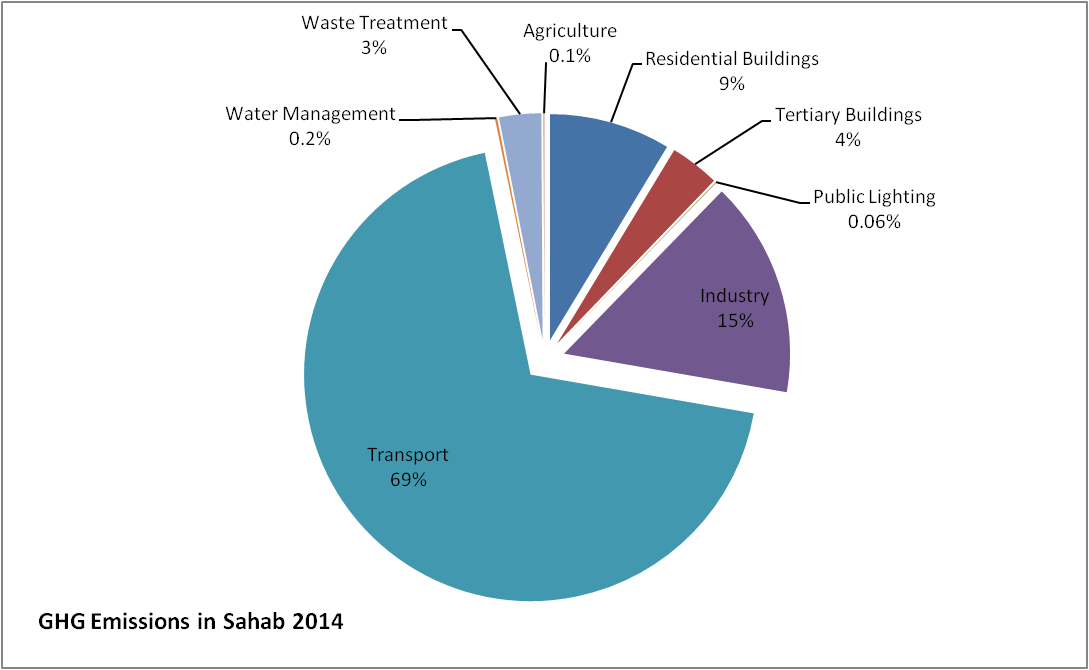 Waste Treatment
3%
Agriculture
0.1%
Residential Buildings
9%
Water Management
0.2%
Tertiary Buildings
4%
Public Lighting
0.06%
Industry
15%
Transport
69%
GHG Emissions in Sahab 2014